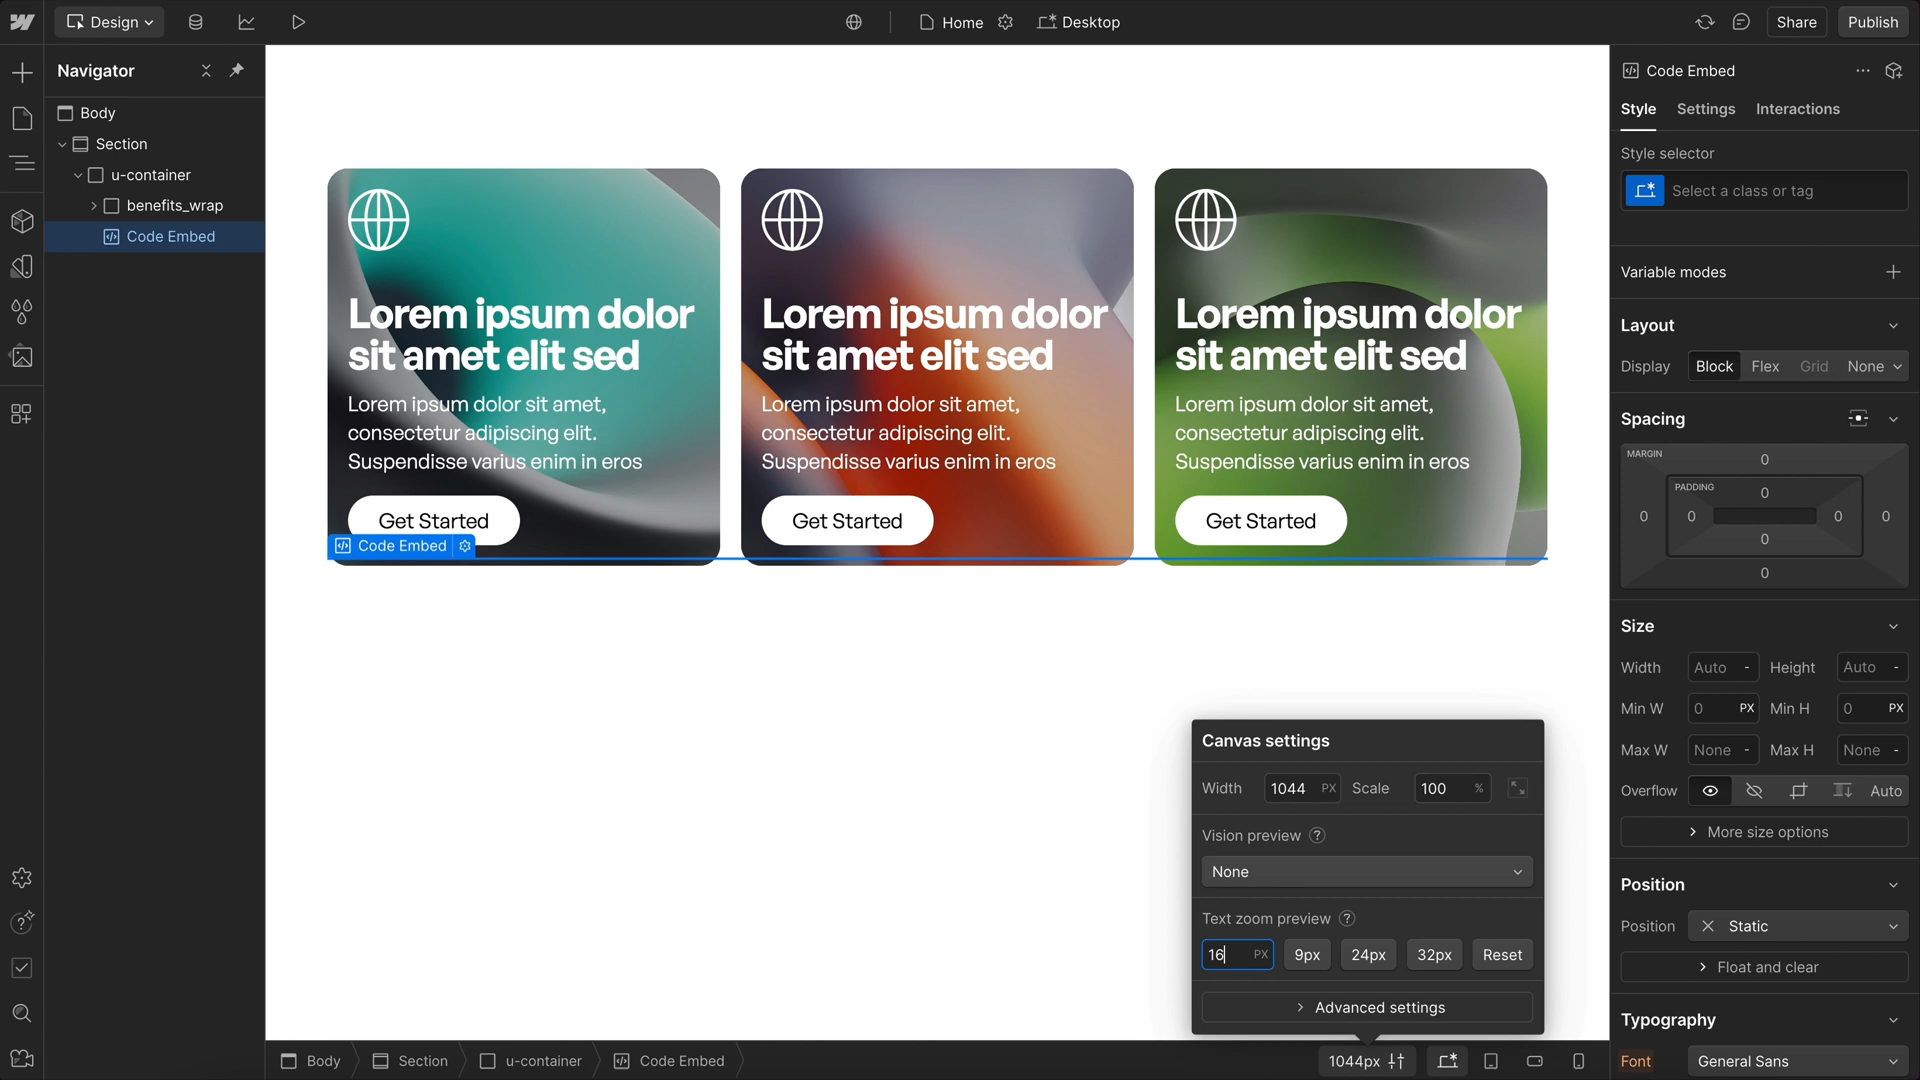 Design
Home
Desktop
Share
Publish
Navigator
Body
Section
u-container
benefits_wrap
Code Embed
Lorem ipsum dolor
sit amet elit sed
Lorem ipsum dolor sit amet,
consectetur adipiscing elit.
Suspendisse varius enim in eros
Get Started
Code Embed
Lorem ipsum dolor
sit amet elit sed
Lorem ipsum dolor sit amet,
consectetur adipiscing elit.
Suspendisse varius enim in eros
Get Started
Lorem ipsum dolor
sit amet elit sed
Lorem ipsum dolor sit amet,
consectetur adipiscing elit.
Suspendisse varius enim in eros
Get Started
Canvas settings
Width 1044 PX Scale 100 %
Vision preview ?
None
Text zoom preview ?
16 PX 9px 24px 32px Reset
Advanced settings
Body Section u-container Code Embed
1044px
Code Embed
Style Settings Interactions
Style selector
Select a class or tag
Variable modes
Layout
Display Block Flex Grid None
Spacing
MARGIN
0
PADDING
0
0 0 0 0
0
0
Size
Width Auto - Height Auto -
Min W 0 PX Min H 0 PX
Max W None - Max H None -
Overflow Auto
More size options
Position
Position Static
Float and clear
Typography
Font General Sans